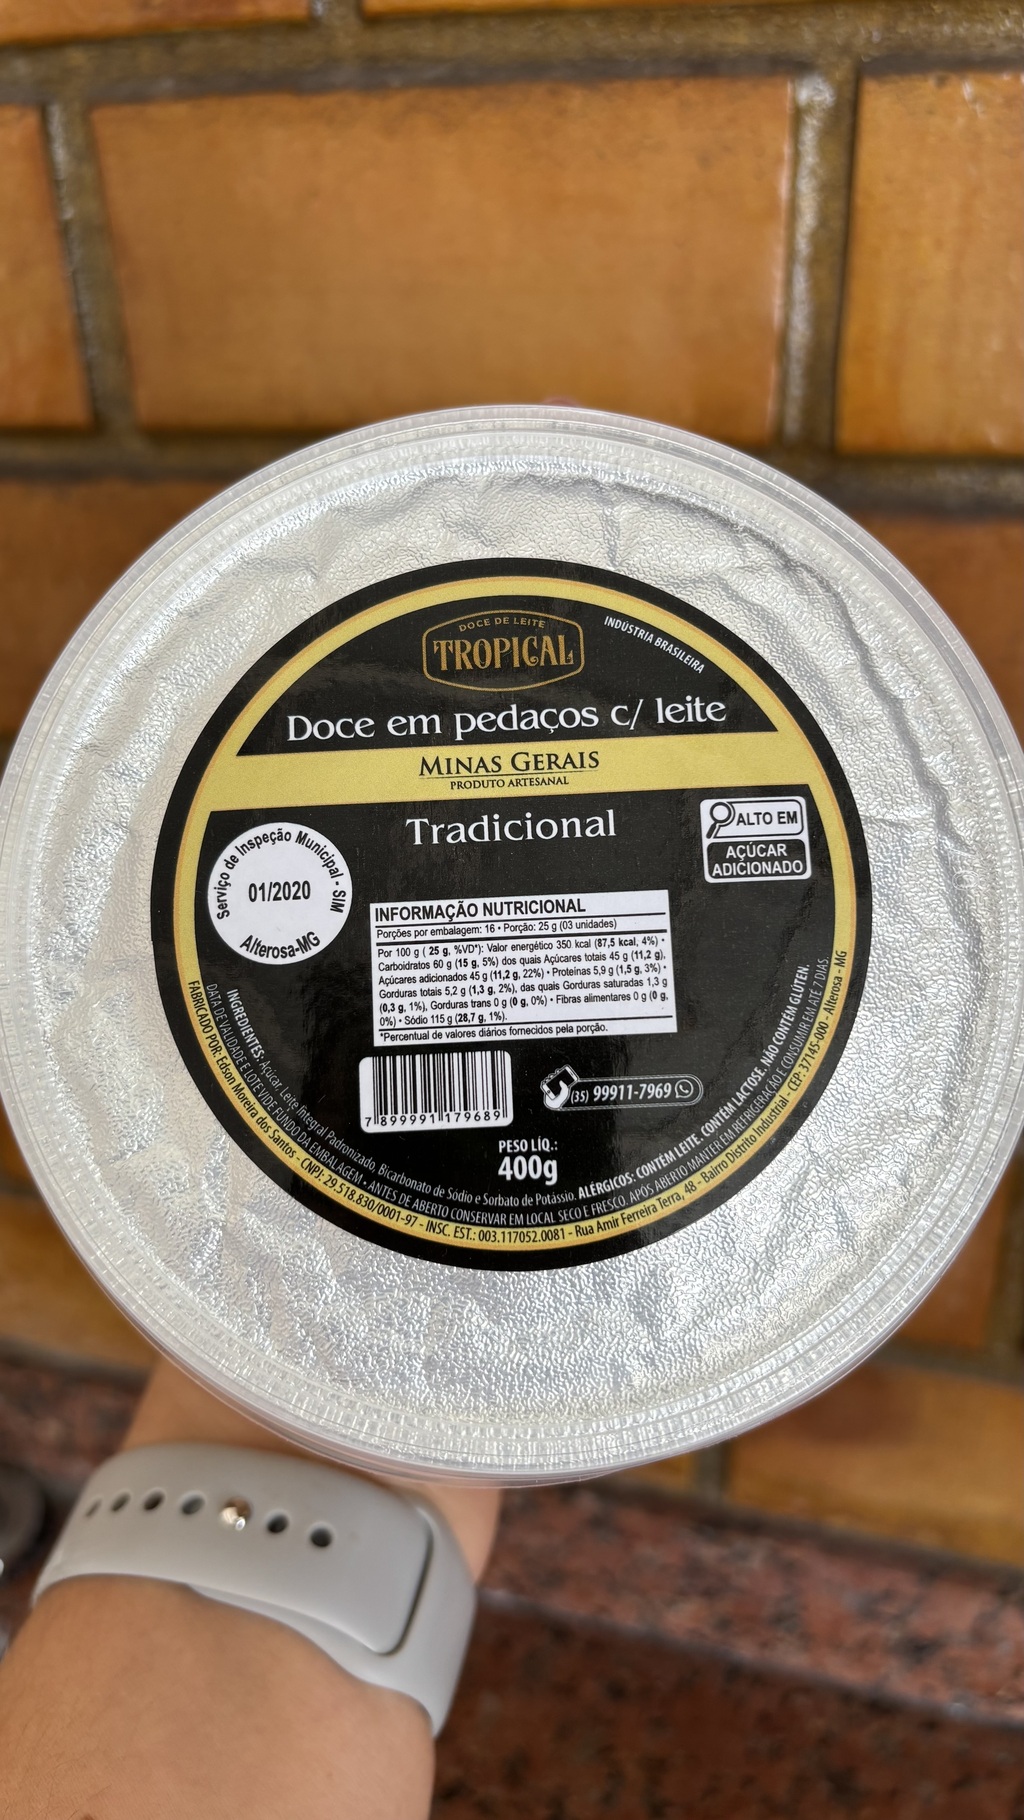 DOCE DE LEITE
TROPICAL
INDÚSTRIA BRASILEIRA
Doce em pedaços c/ leite
MINAS GERAIS
PRODUTO ARTESANAL
Tradicional
ALTO EM
AÇÚCAR
ADICIONADO
Serviço de Inspeção Municipal - SIM
01/2020
Alterosa-MG
INFORMAÇÃO NUTRICIONAL
Porções por embalagem: 16 • Porção: 25 g (03 unidades)
Por 100 g ( 25 g, %VD*): Valor energético 350 kcal (87,5 kcal, 4%) •
Carboidratos 60 g (15 g, 5%) dos quais Açúcares totais 45 g (11,2 g),
Açúcares adicionados 45 g (11,2 g, 22%) • Proteínas 5,9 g (1,5 g, 3%) •
Gorduras totais 5,2 g (1,3 g, 2%), das quais Gorduras saturadas 1,3 g
(0,3 g, 1%), Gorduras trans 0 g (0 g, 0%) • Fibras alimentares 0 g (0 g,
0%) • Sódio 115 g (28,7 g, 1%).
*Percentual de valores diários fornecidos pela porção.
7 899991 179689
(35) 99911-7969
PESO LÍQ.:
400g
INGREDIENTES: Açúcar, Leite Integral Padronizado, Bicarbonato de Sódio e Sorbato de Potássio. ALÉRGICOS: CONTÉM LEITE. CONTÉM LACTOSE. NÃO CONTÉM GLÚTEN.
DATA DE VALIDADE E LOTE VIDE FUNDO DA EMBALAGEM • ANTES DE ABERTO CONSERVAR EM LOCAL SECO E FRESCO. APÓS ABERTO MANTER EM REFRIGERAÇÃO E CONSUMIR EM ATÉ 7 DIAS.
FABRICADO POR: Edson Moreira dos Santos - CNPJ: 29.518.830/0001-97 - INSC. EST.: 003.117052.0081 - Rua Amir Ferreira Terra, 48 - Bairro Distrito Industrial - CEP: 37145-000 - Alterosa - MG